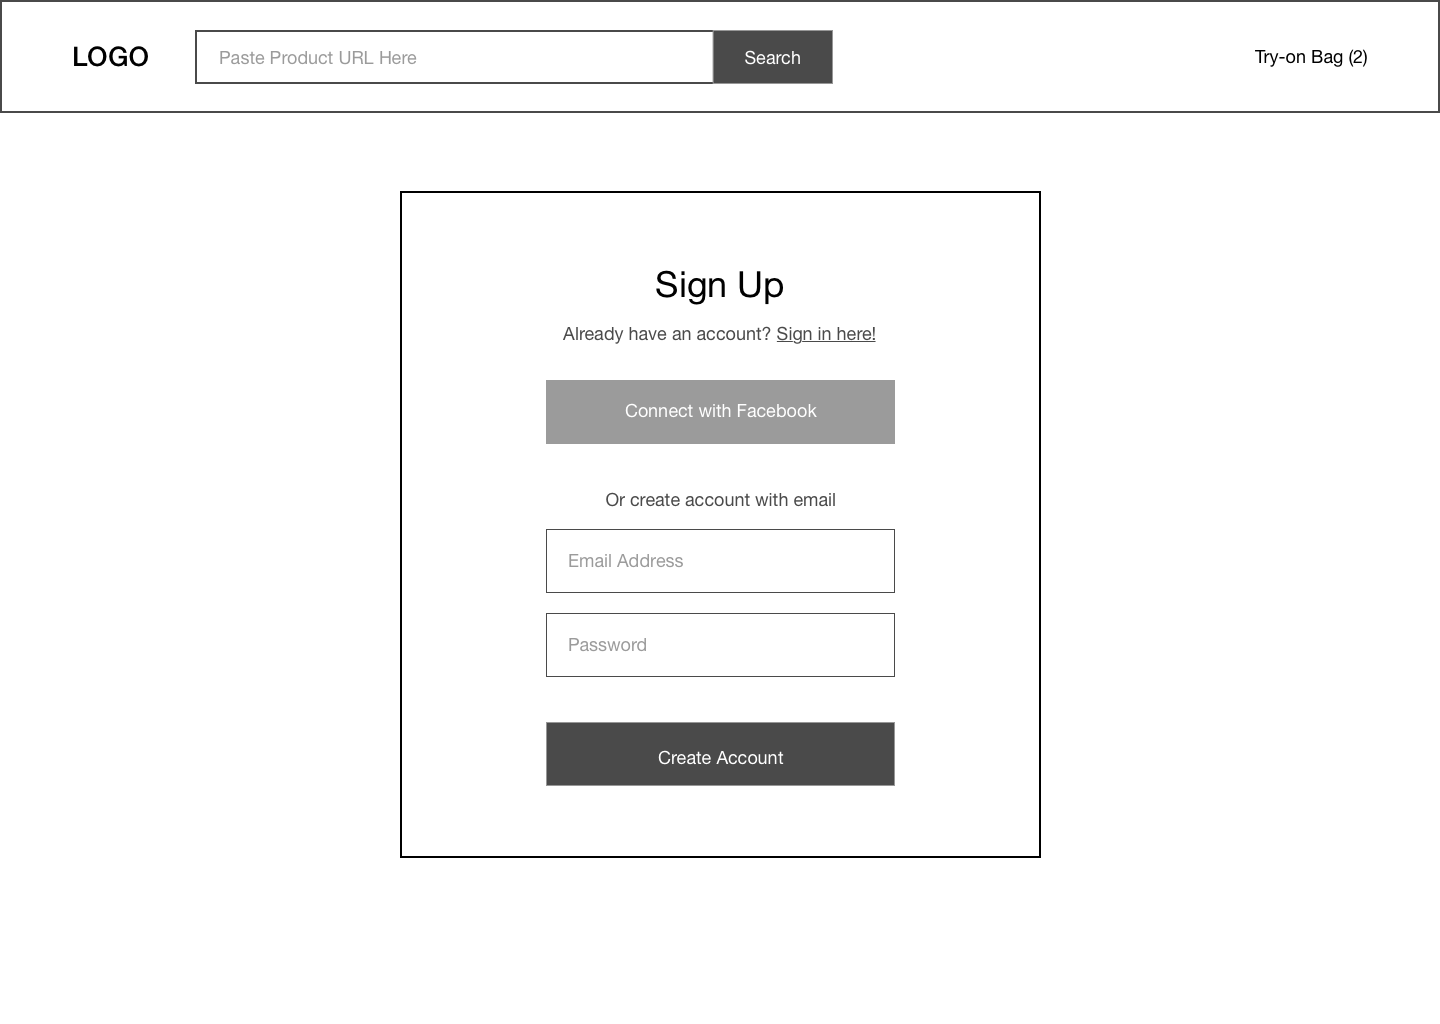 LOGO
Paste Product URL Here
Search
Try-on Bag (2)
Sign Up
Already have an account? Sign in here!
Connect with Facebook
Or create account with email
Email Address
Password
Create Account